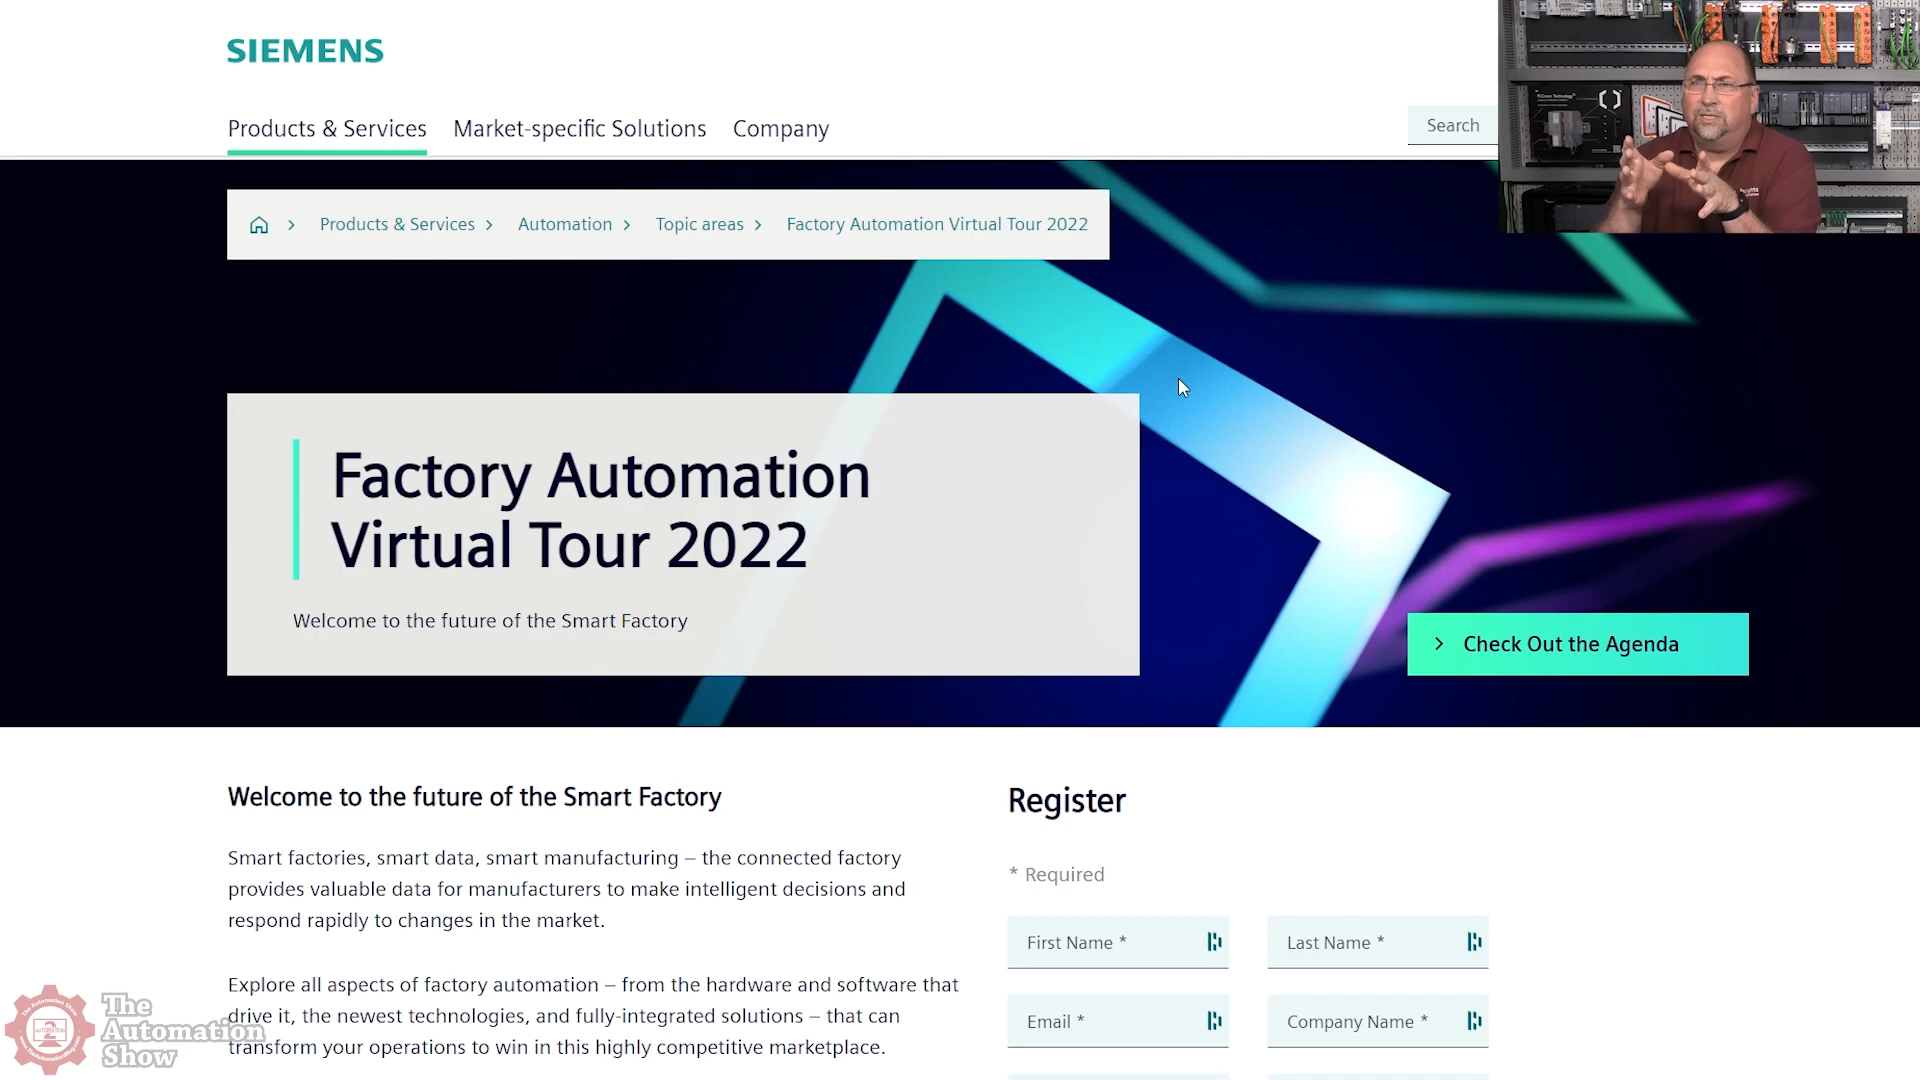 SIEMENS
Products & Services
Market-specific Solutions
Company
Search
Products & Services
Automation
Topic areas
Factory Automation Virtual Tour 2022
Factory Automation
Virtual Tour 2022
Welcome to the future of the Smart Factory
Check Out the Agenda
Welcome to the future of the Smart Factory
Smart factories, smart data, smart manufacturing – the connected factory
provides valuable data for manufacturers to make intelligent decisions and
respond rapidly to changes in the market.
Explore all aspects of factory automation – from the hardware and software that
drive it, the newest technologies, and fully-integrated solutions – that can
transform your operations to win in this highly competitive marketplace.
Register
* Required
First Name *
Last Name *
Email *
Company Name *
The
Automation
Show